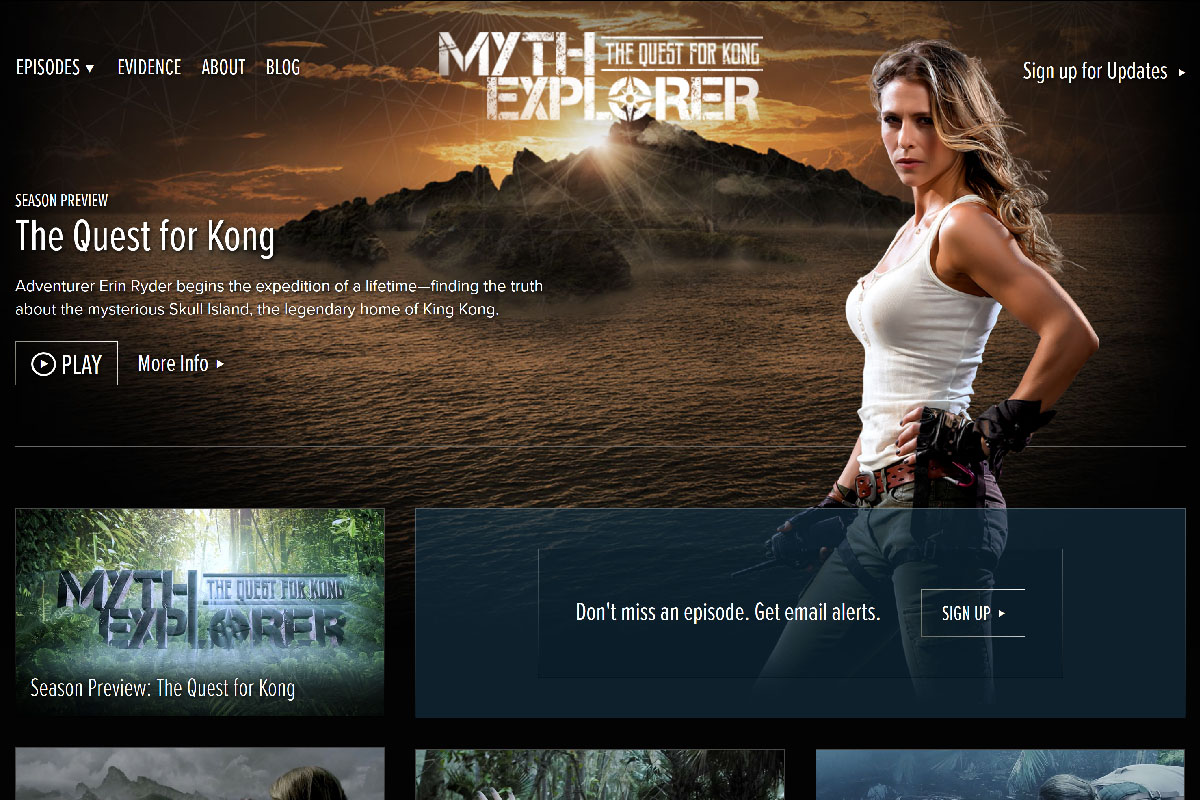 EPISODES
EVIDENCE
ABOUT
BLOG
MYTH
THE QUEST FOR KONG
EXPLORER
Sign up for Updates
SEASON PREVIEW
The Quest for Kong
Adventurer Erin Ryder begins the expedition of a lifetime—finding the truth
about the mysterious Skull Island, the legendary home of King Kong.
PLAY
More Info
MYTH
THE QUEST FOR KONG
EXPLORER
Season Preview: The Quest for Kong
Don't miss an episode. Get email alerts.
SIGN UP